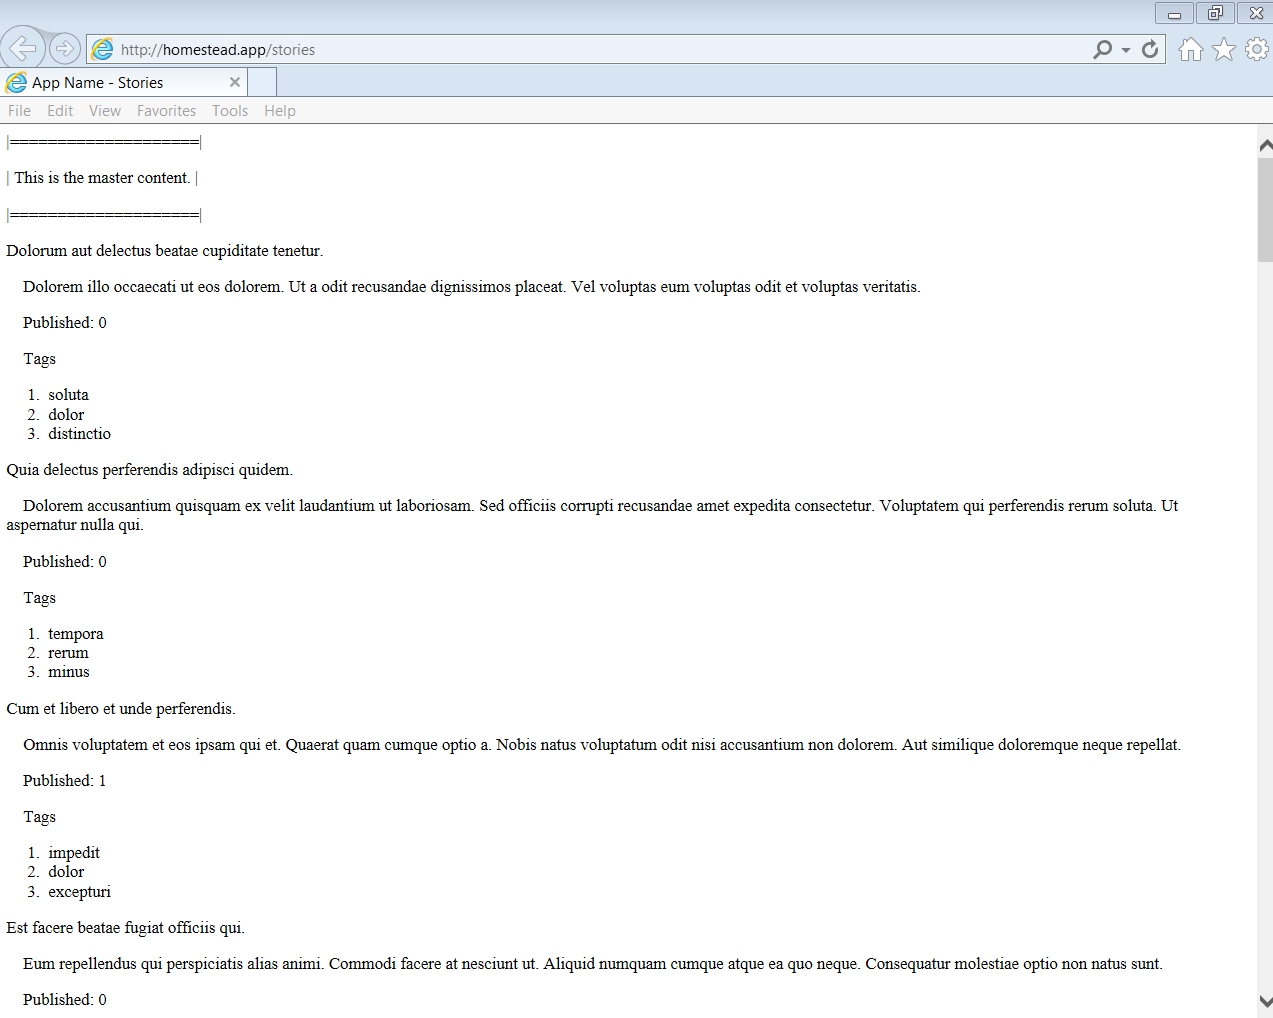 http://homestead.app/stories
App Name - Stories
File Edit View Favorites Tools Help
|====================|
| This is the master content. |
|====================|
Dolorum aut delectus beatae cupiditate tenetur.
Dolorem illo occaecati ut eos dolorem. Ut a odit recusandae dignissimos placeat. Vel voluptas eum voluptas odit et voluptas veritatis.
Published: 0
Tags
1. soluta
2. dolor
3. distinctio
Quia delectus perferendis adipisci quidem.
Dolorem accusantium quisquam ex velit laudantium ut laboriosam. Sed officiis corrupti recusandae amet expedita consectetur. Voluptatem qui perferendis rerum soluta. Ut
aspernatur nulla qui.
Published: 0
Tags
1. tempora
2. rerum
3. minus
Cum et libero et unde perferendis.
Omnis voluptatem et eos ipsam qui et. Quaerat quam cumque optio a. Nobis natus voluptatum odit nisi accusantium non dolorem. Aut similique doloremque neque repellat.
Published: 1
Tags
1. impedit
2. dolor
3. excepturi
Est facere beatae fugiat officiis qui.
Eum repellendus qui perspiciatis alias animi. Commodi facere at nesciunt ut. Aliquid numquam cumque atque ea quo neque. Consequatur molestiae optio non natus sunt.
Published: 0